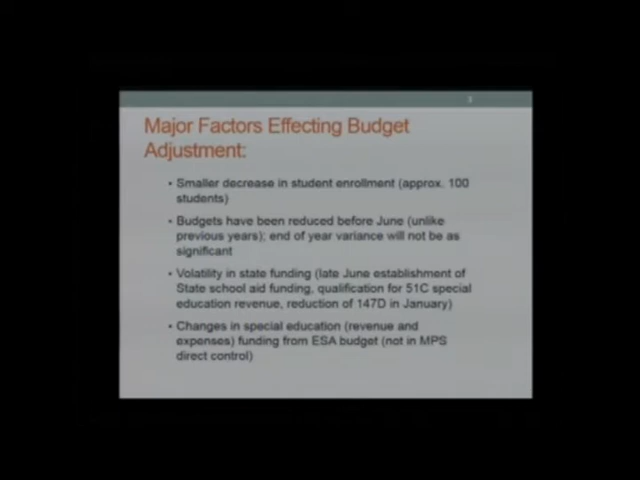 Major Factors Effecting Budget
Adjustment:
• Smaller decrease in student enrollment (approx. 100
students)
• Budgets have been reduced before June (unlike
previous years); end of year variance will not be as
significant
• Volatility in state funding (late June establishment of
State school aid funding, qualification for 51C special
education revenue, reduction of 147D in January)
• Changes in special education (revenue and
expenses) funding from ESA budget (not in MPS
direct control)